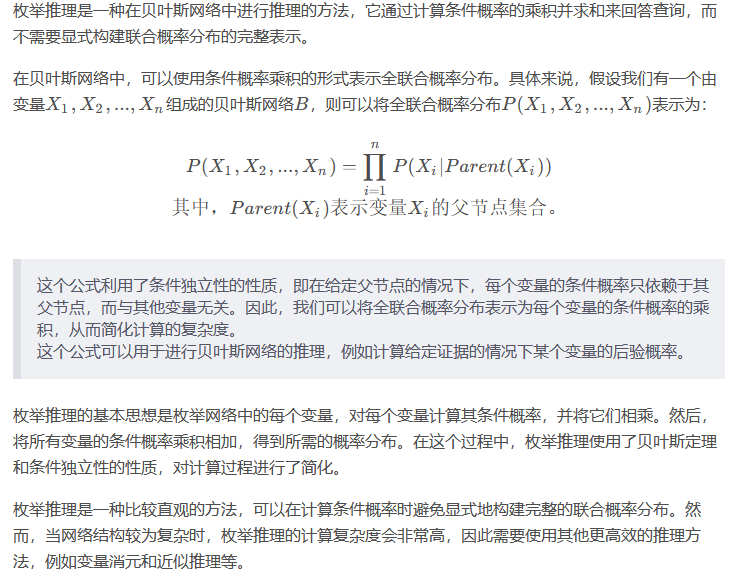 枚举推理是一种在贝叶斯网络中进行推理的方法，它通过计算条件概率的乘积并求和来回答查询，而
不需要显式构建联合概率分布的完整表示。
在贝叶斯网络中，可以使用条件概率乘积的形式表示全联合概率分布。具体来说，假设我们有一个由
变量X₁, X₂, ..., Xₙ组成的贝叶斯网络B，则可以将全联合概率分布P(X₁, X₂, ..., Xₙ)表示为：
P(X₁, X₂, ..., Xₙ) = ∏ⁿᵢ₌₁ P(Xᵢ|Parent(Xᵢ))
其中，Parent(Xᵢ)表示变量Xᵢ的父节点集合。
这个公式利用了条件独立性的性质，即在给定父节点的情况下，每个变量的条件概率只依赖于其
父节点，而与其他变量无关。因此，我们可以将全联合概率分布表示为每个变量的条件概率的乘
积，从而简化计算的复杂度。
这个公式可以用于进行贝叶斯网络的推理，例如计算给定证据的情况下某个变量的后验概率。
枚举推理的基本思想是枚举网络中的每个变量，对每个变量计算其条件概率，并将它们相乘。然后，
将所有变量的条件概率乘积相加，得到所需的概率分布。在这个过程中，枚举推理使用了贝叶斯定理
和条件独立性的性质，对计算过程进行了简化。
枚举推理是一种比较直观的方法，可以在计算条件概率时避免显式地构建完整的联合概率分布。然
而，当网络结构较为复杂时，枚举推理的计算复杂度会非常高，因此需要使用其他更高效的推理方
法，例如变量消元和近似推理等。